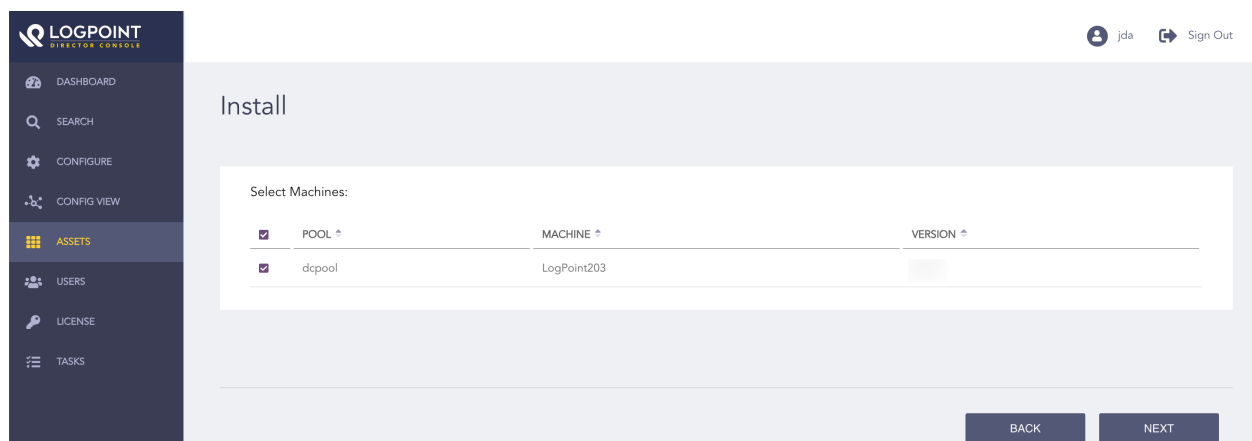 LOGPOINT
DIRECTOR CONSOLE
jda Sign Out
DASHBOARD
SEARCH
CONFIGURE
CONFIG VIEW
ASSETS
USERS
LICENSE
TASKS
Install
Select Machines:
POOL MACHINE VERSION
dcpool LogPoint203
BACK NEXT